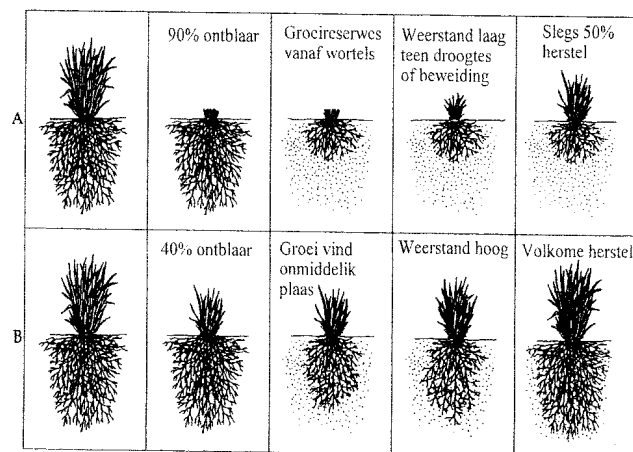 90% ontblaar
Groeireserwes
vanaf wortels
Weerstand laag
teen droogtes
of beweiding
Slegs 50%
herstel
A
40% ontblaar
Groei vind
onmiddelik
plaas
Weerstand hoog
Volkome herstel
B